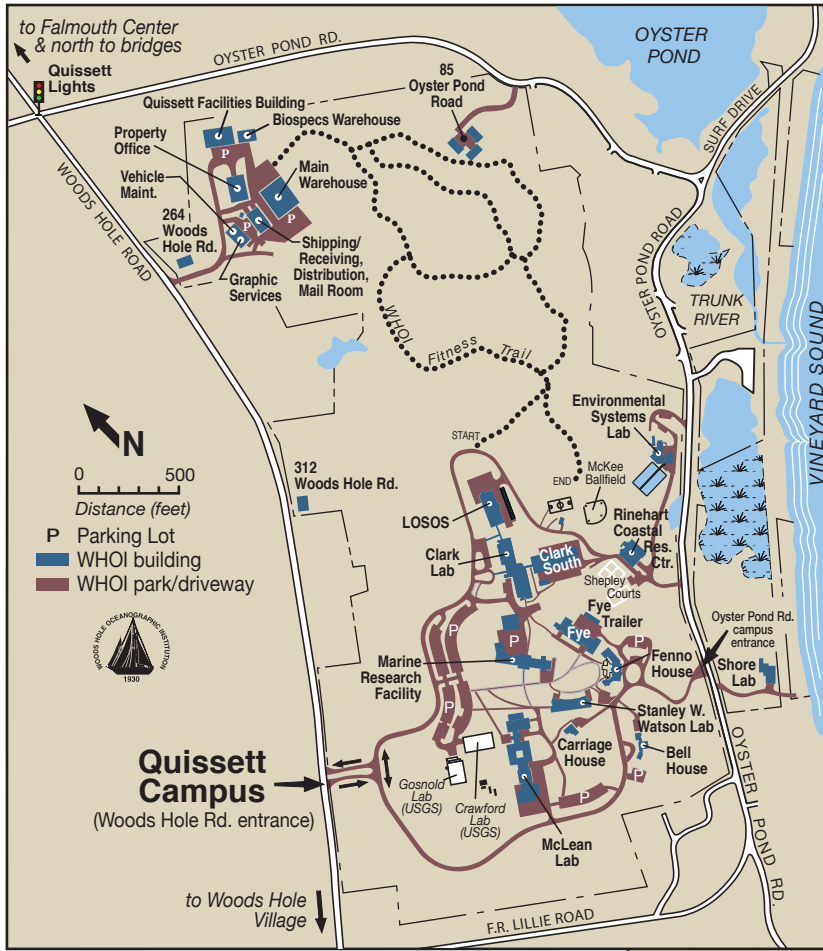 to Falmouth Center
& north to bridges
Quissett
Lights
OYSTER POND RD.
OYSTER
POND
SURF DRIVE
85
Oyster Pond
Road
Quissett Facilities Building
Biospecs Warehouse
Property
Office
P
Main
Warehouse
Vehicle
Maint.
P
P
264
Woods
Hole Rd.
Shipping/
Receiving,
Distribution,
Mail Room
Graphic
Services
WOODS HOLE ROAD
OYSTER POND ROAD
TRUNK
RIVER
VINEYARD SOUND
WHOI
Fitness
Trail
Environmental
Systems
Lab
START
END
McKee
Ballfield
N
0 500
Distance (feet)
P Parking Lot
WHOI building
WHOI park/driveway
312
Woods Hole Rd.
LOSOS
Clark
Lab
Clark
South
Rinehart
Coastal
Res.
Ctr.
Shepley
Courts
Fye
Trailer
Fye
P
P
P
Oyster Pond Rd.
campus
entrance
WOODS HOLE OCEANOGRAPHIC INSTITUTION
1930
Marine
Research
Facility
Fenno
House
Shore
Lab
P
Stanley W.
Watson Lab
Carriage
House
Bell
House
P
P
Quissett
Campus
(Woods Hole Rd. entrance)
Gosnold
Lab
(USGS)
Crawford
Lab
(USGS)
McLean
Lab
OYSTER POND RD.
to Woods Hole
Village
F.R. LILLIE ROAD